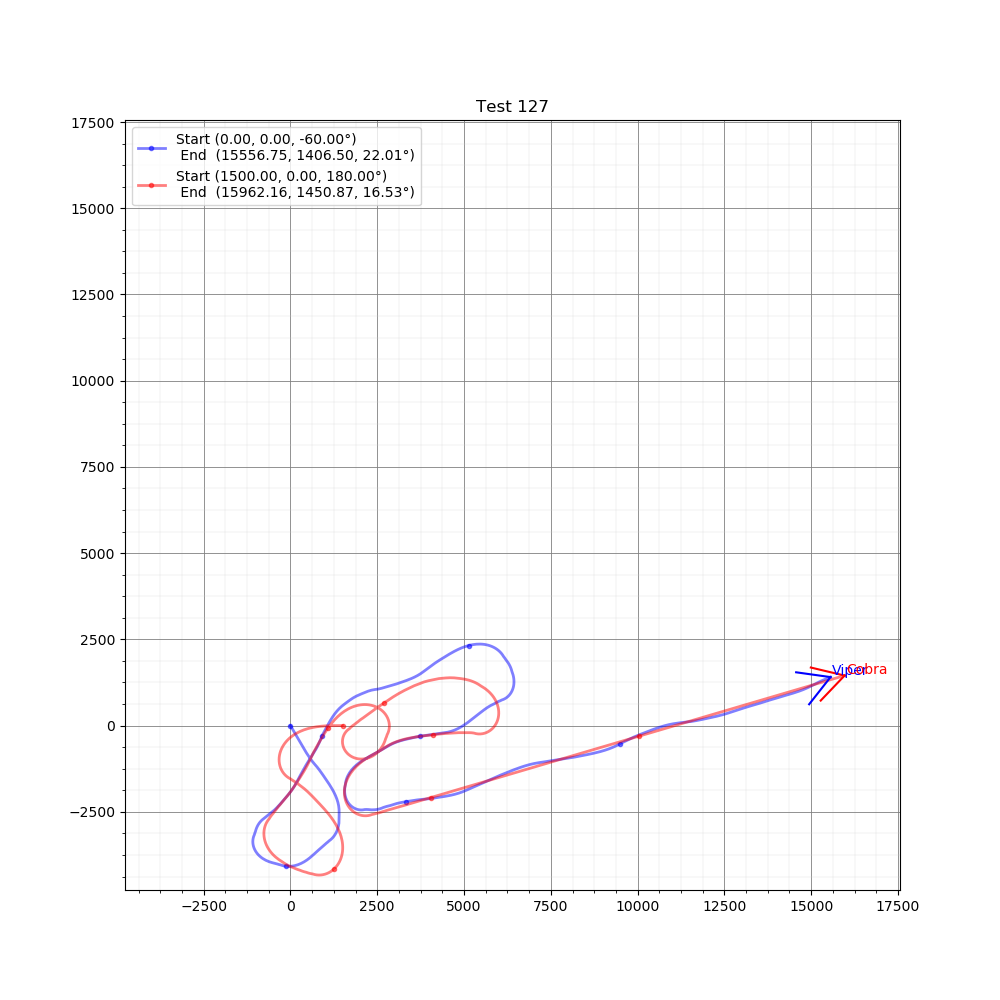 Test 127
Start (0.00, 0.00, -60.00°)
End (15556.75, 1406.50, 22.01°)
Start (1500.00, 0.00, 180.00°)
End (15962.16, 1450.87, 16.53°)
17500
15000
12500
10000
7500
5000
2500
0
−2500
Viper
Cobra
−2500 0 2500 5000 7500 10000 12500 15000 17500